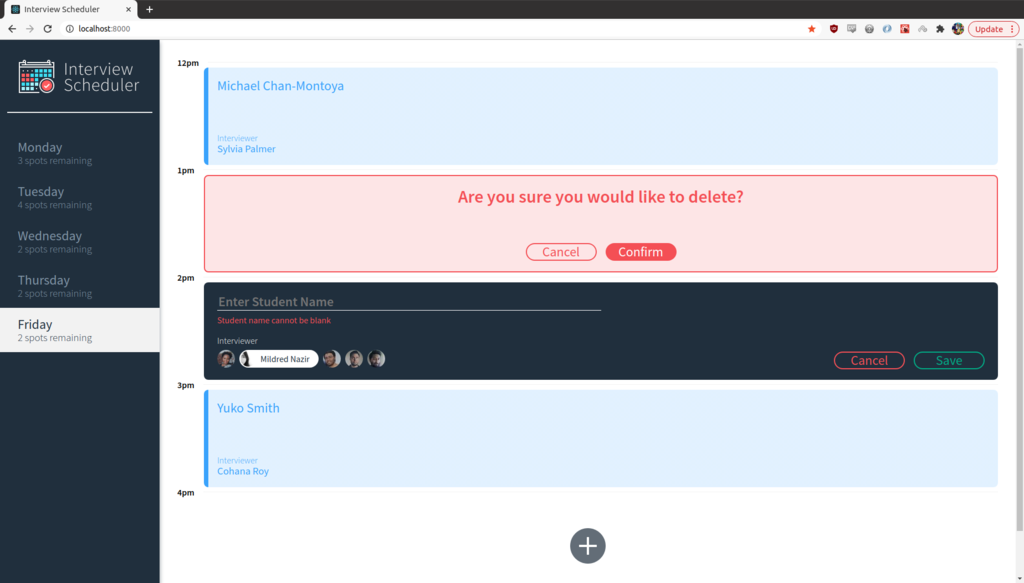 Interview Scheduler
localhost:8000
Update
Interview
Scheduler
Monday
3 spots remaining
Tuesday
4 spots remaining
Wednesday
2 spots remaining
Thursday
2 spots remaining
Friday
2 spots remaining
12pm
Michael Chan-Montoya
Interviewer
Sylvia Palmer
1pm
Are you sure you would like to delete?
Cancel Confirm
2pm
Enter Student Name
Student name cannot be blank
Interviewer
Mildred Nazir
Cancel Save
3pm
Yuko Smith
Interviewer
Cohana Roy
4pm